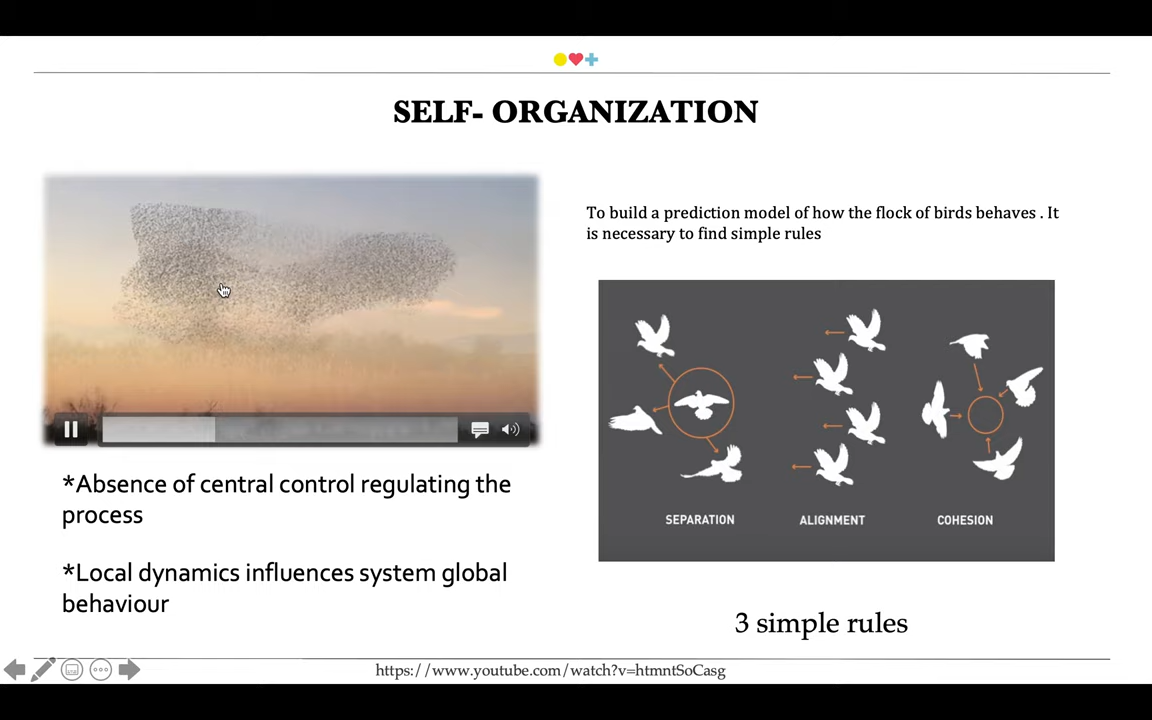 SELF- ORGANIZATION
To build a prediction model of how the flock of birds behaves . It
is necessary to find simple rules
SEPARATION
ALIGNMENT
COHESION
*Absence of central control regulating the
process
*Local dynamics influences system global
behaviour
3 simple rules
https://www.youtube.com/watch?v=htmntSoCasg